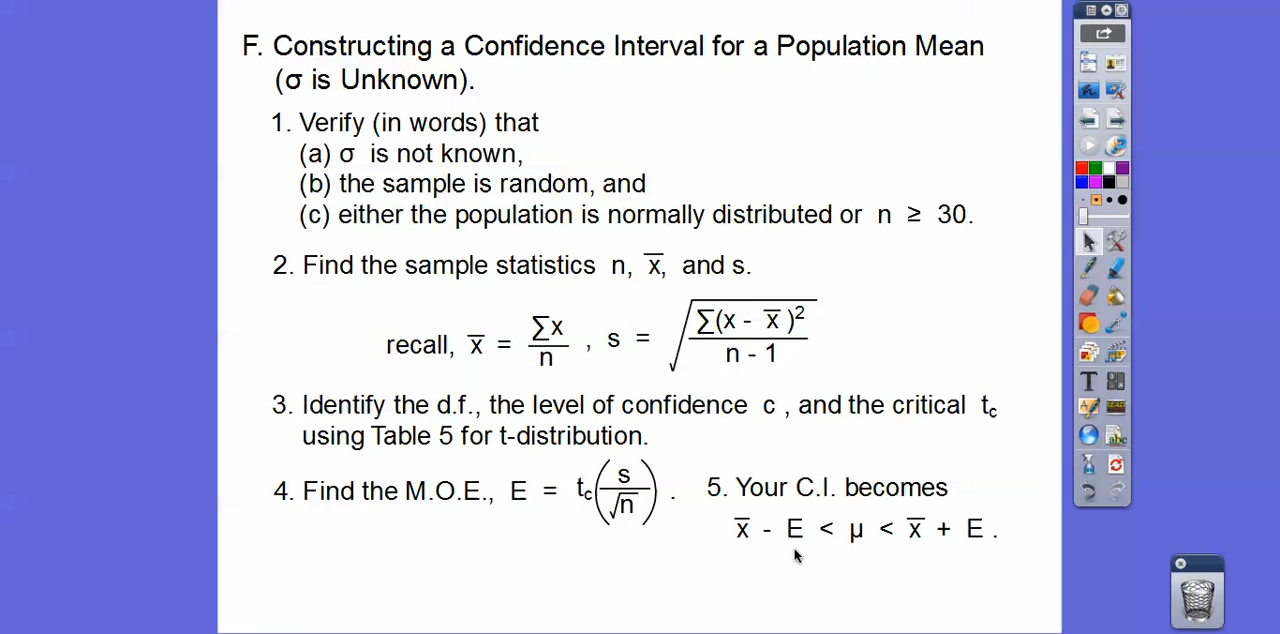 F. Constructing a Confidence Interval for a Population Mean
(σ is Unknown).
1. Verify (in words) that
(a) σ is not known,
(b) the sample is random, and
(c) either the population is normally distributed or n ≥ 30.
2. Find the sample statistics n, x̅, and s.
recall, x̅ = ∑x / n , s = √(∑(x - x̅ )² / n - 1)
3. Identify the d.f., the level of confidence c , and the critical t_c
using Table 5 for t-distribution.
4. Find the M.O.E., E = t_c(s / √n) .
5. Your C.I. becomes
x̅ - E < µ < x̅ + E .